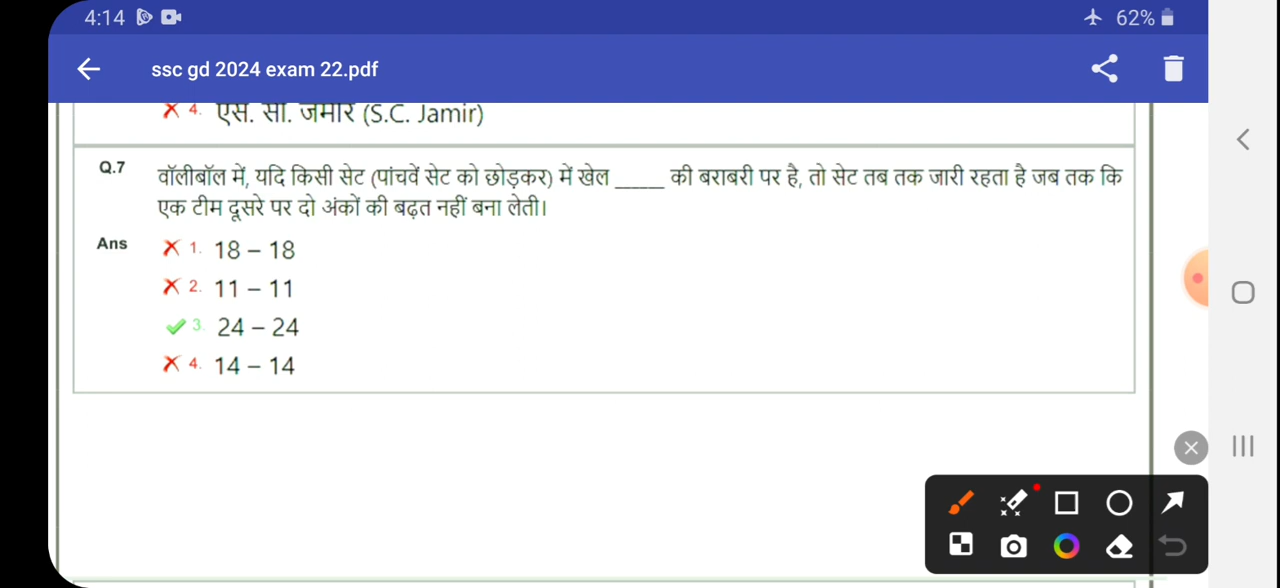 4:14
62%
ssc gd 2024 exam 22.pdf
4. एस. सी. जमीर (S.C. Jamir)
Q.7 वॉलीबॉल में, यदि किसी सेट (पांचवें सेट को छोड़कर) में खेल ______ की बराबरी पर है, तो सेट तब तक जारी रहता है जब तक कि
एक टीम दूसरे पर दो अंकों की बढ़त नहीं बना लेती।
Ans 1. 18 – 18
2. 11 – 11
3. 24 – 24
4. 14 – 14